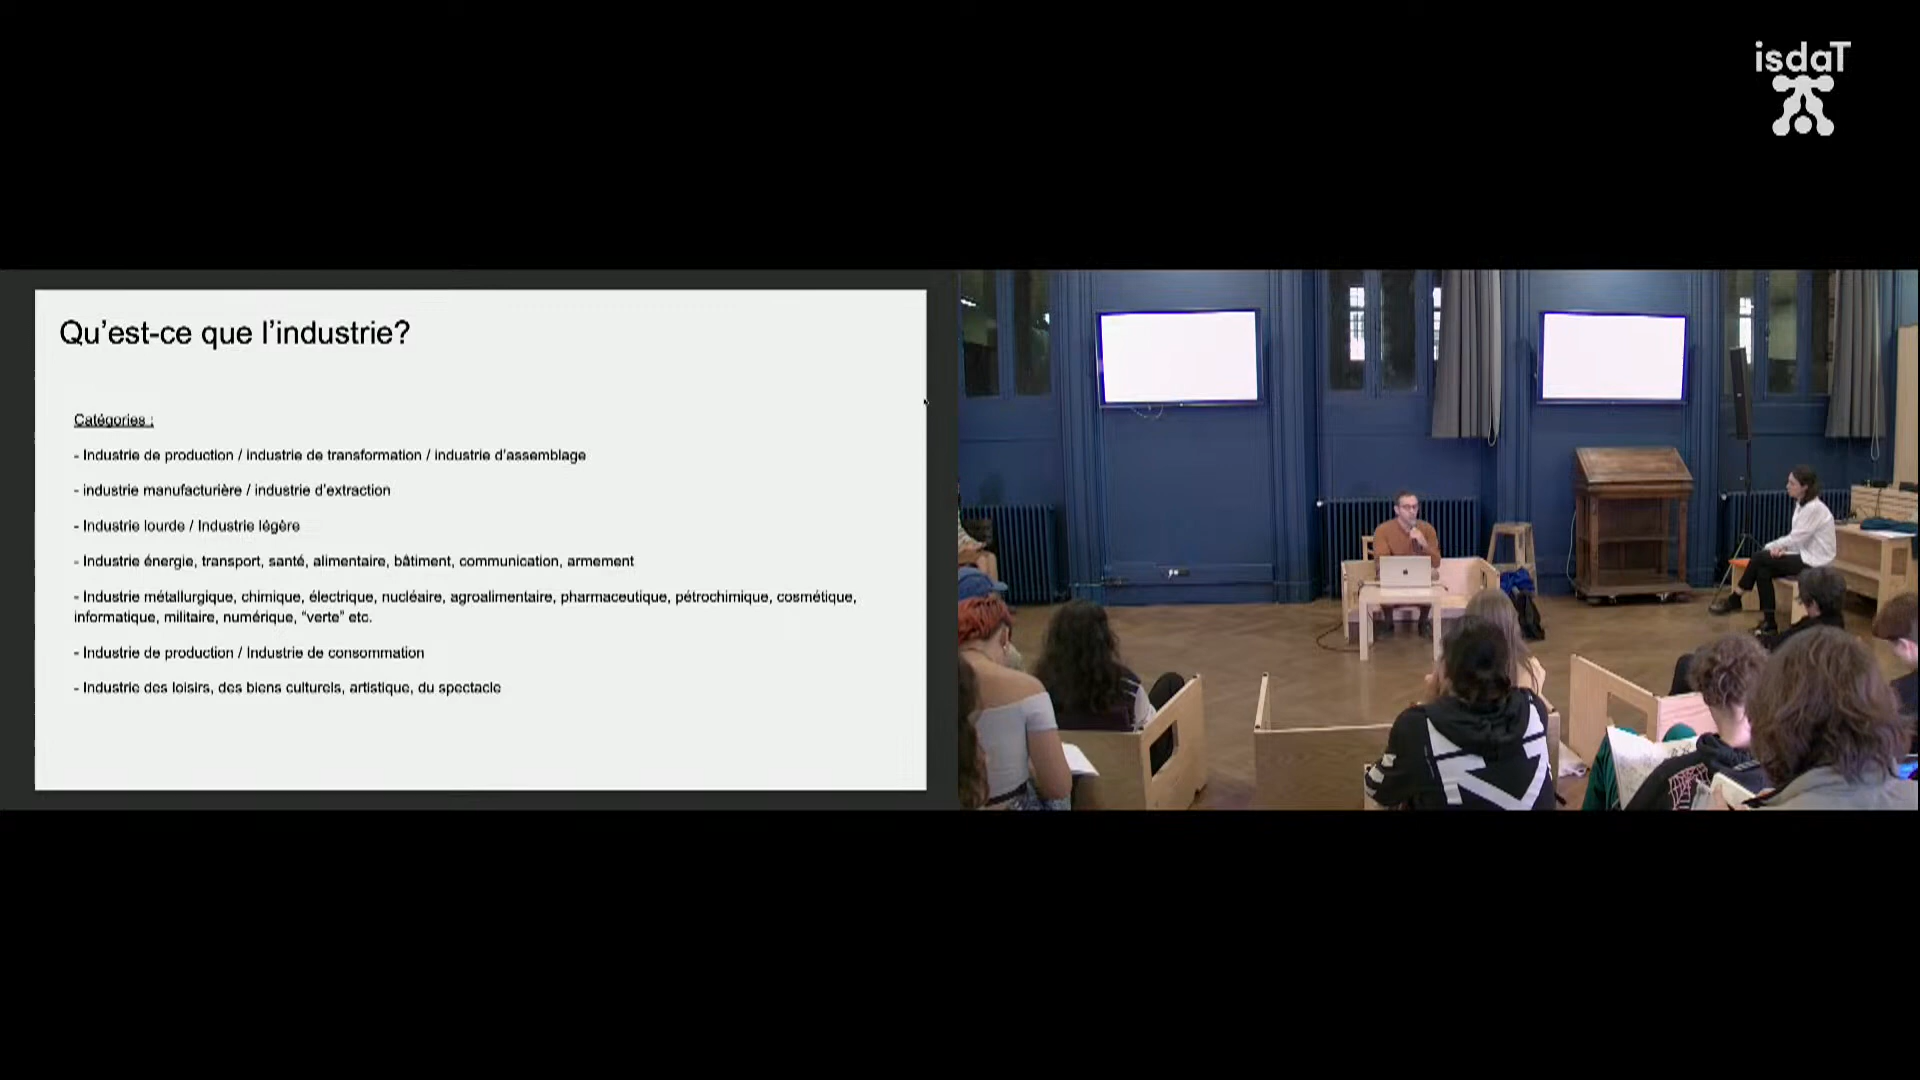 isdaT
Qu’est-ce que l’industrie?
Catégories :
- Industrie de production / industrie de transformation / industrie d’assemblage
- industrie manufacturière / industrie d’extraction
- Industrie lourde / Industrie légère
- Industrie énergie, transport, santé, alimentaire, bâtiment, communication, armement
- Industrie métallurgique, chimique, électrique, nucléaire, agroalimentaire, pharmaceutique, pétrochimique, cosmétique,
informatique, militaire, numérique, “verte” etc.
- Industrie de production / Industrie de consommation
- Industrie des loisirs, des biens culturels, artistique, du spectacle